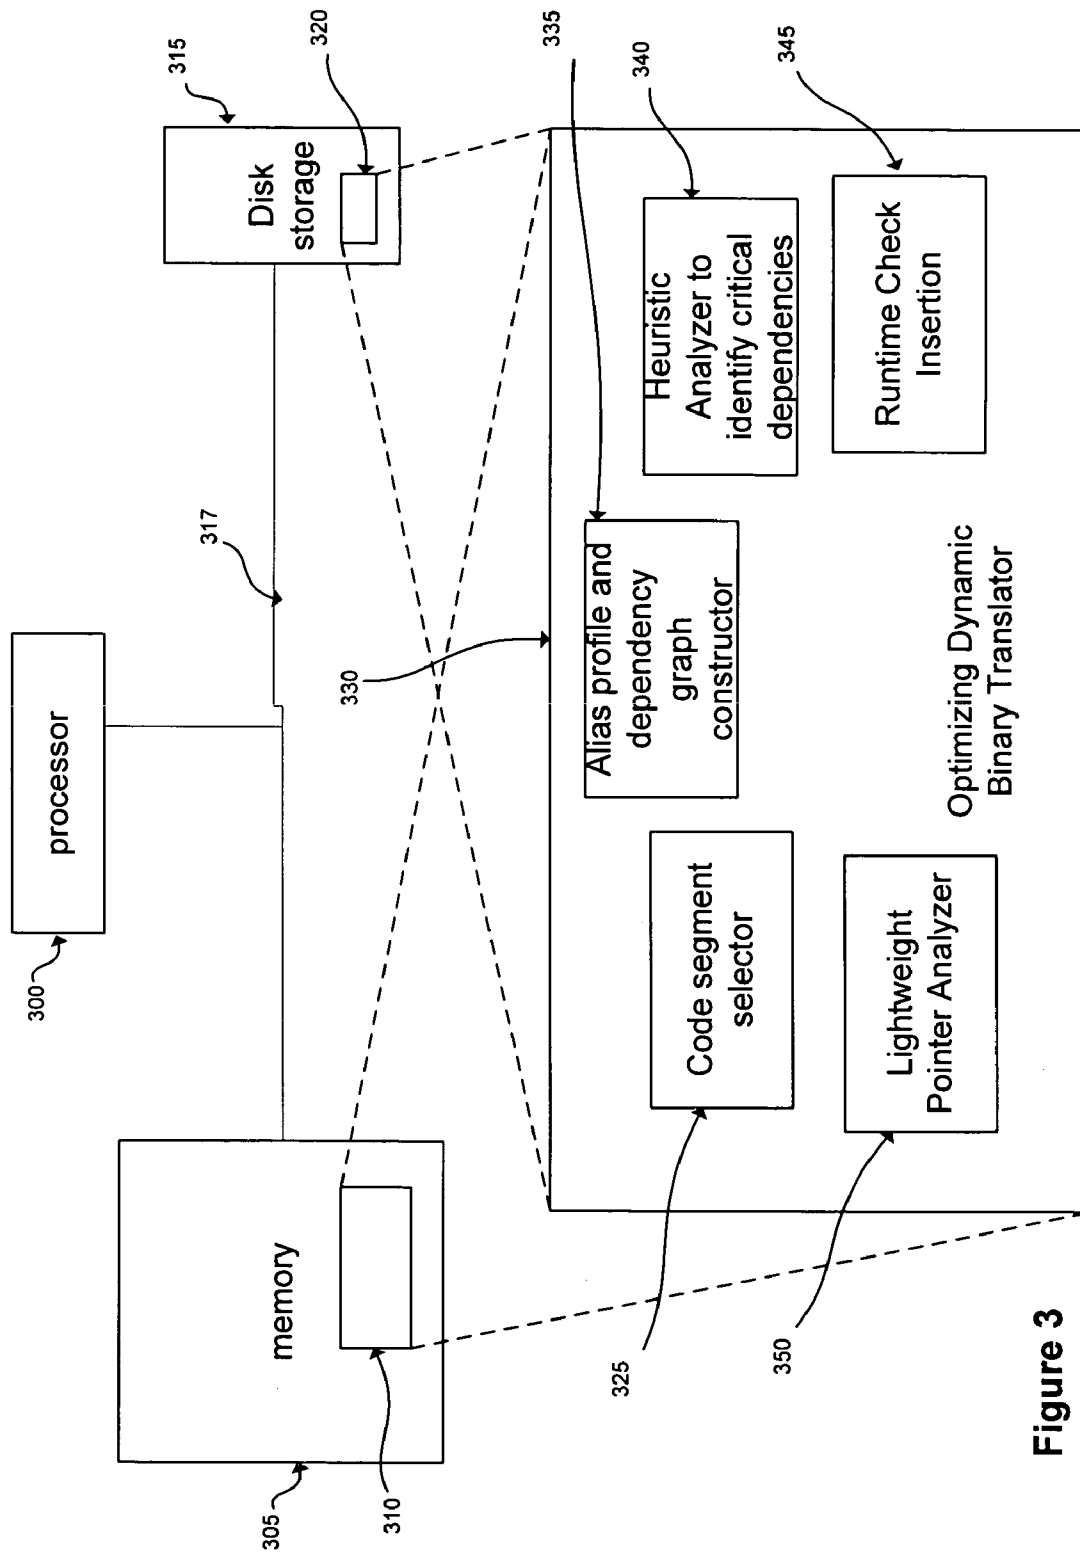 300
processor
315
320
Disk
storage
317
memory
305
310
330
335
340
345
Alias profile and
dependency
graph
constructor
Heuristic
Analyzer to
identify critical
dependencies
Code segment
selector
Runtime Check
Insertion
Lightweight
Pointer Analyzer
Optimizing Dynamic
Binary Translator
325
350
Figure 3